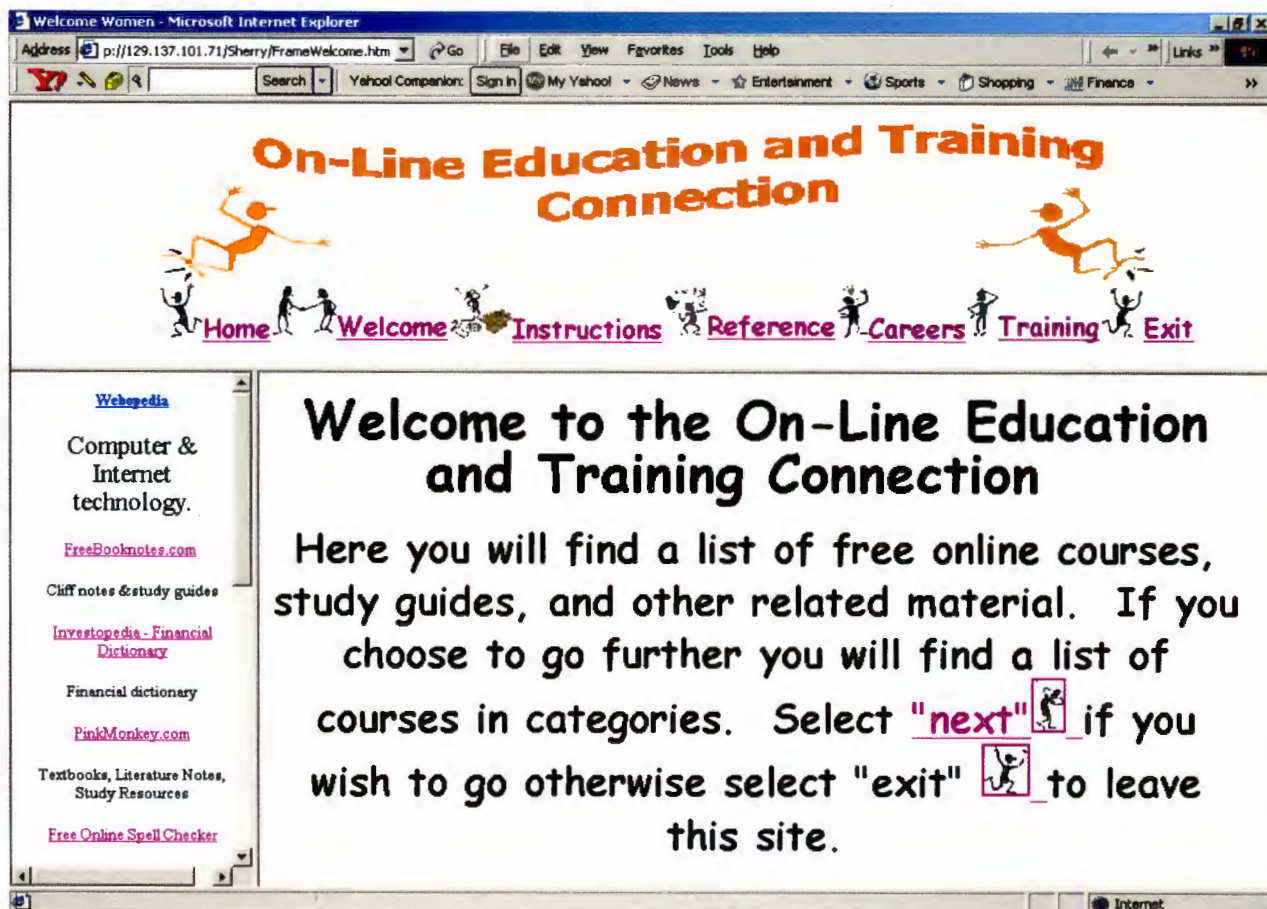 Welcome Women - Microsoft Internet Explorer
Address p://129.137.101.71/Sherry/FrameWelcome.htm Go File Edit View Favorites Tools Help Links »
Y! Search Yahoo! Companion: Sign In My Yahoo! News Entertainment Sports Shopping Finance »
On-Line Education and Training
Connection
Home Welcome Instructions Reference Careers Training Exit
Webopedia
Computer &
Internet
technology.
FreeBooknotes.com
Cliff notes & study guides
Investopedia - Financial
Dictionary
Financial dictionary
PinkMonkey.com
Textbooks, Literature Notes,
Study Resources
Free Online Spell Checker
Welcome to the On-Line Education
and Training Connection
Here you will find a list of free online courses,
study guides, and other related material. If you
choose to go further you will find a list of
courses in categories. Select "next" if you
wish to go otherwise select "exit" to leave
this site.
Internet